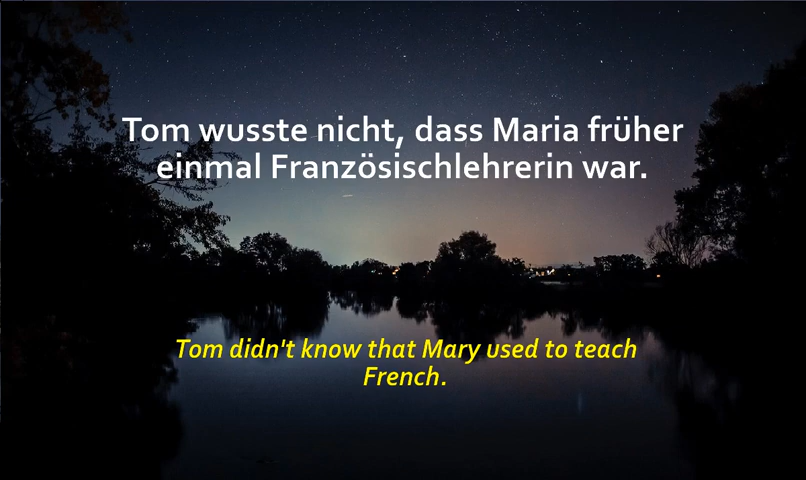 Tom wusste nicht, dass Maria früher
einmal Französischlehrerin war.
Tom didn't know that Mary used to teach
French.